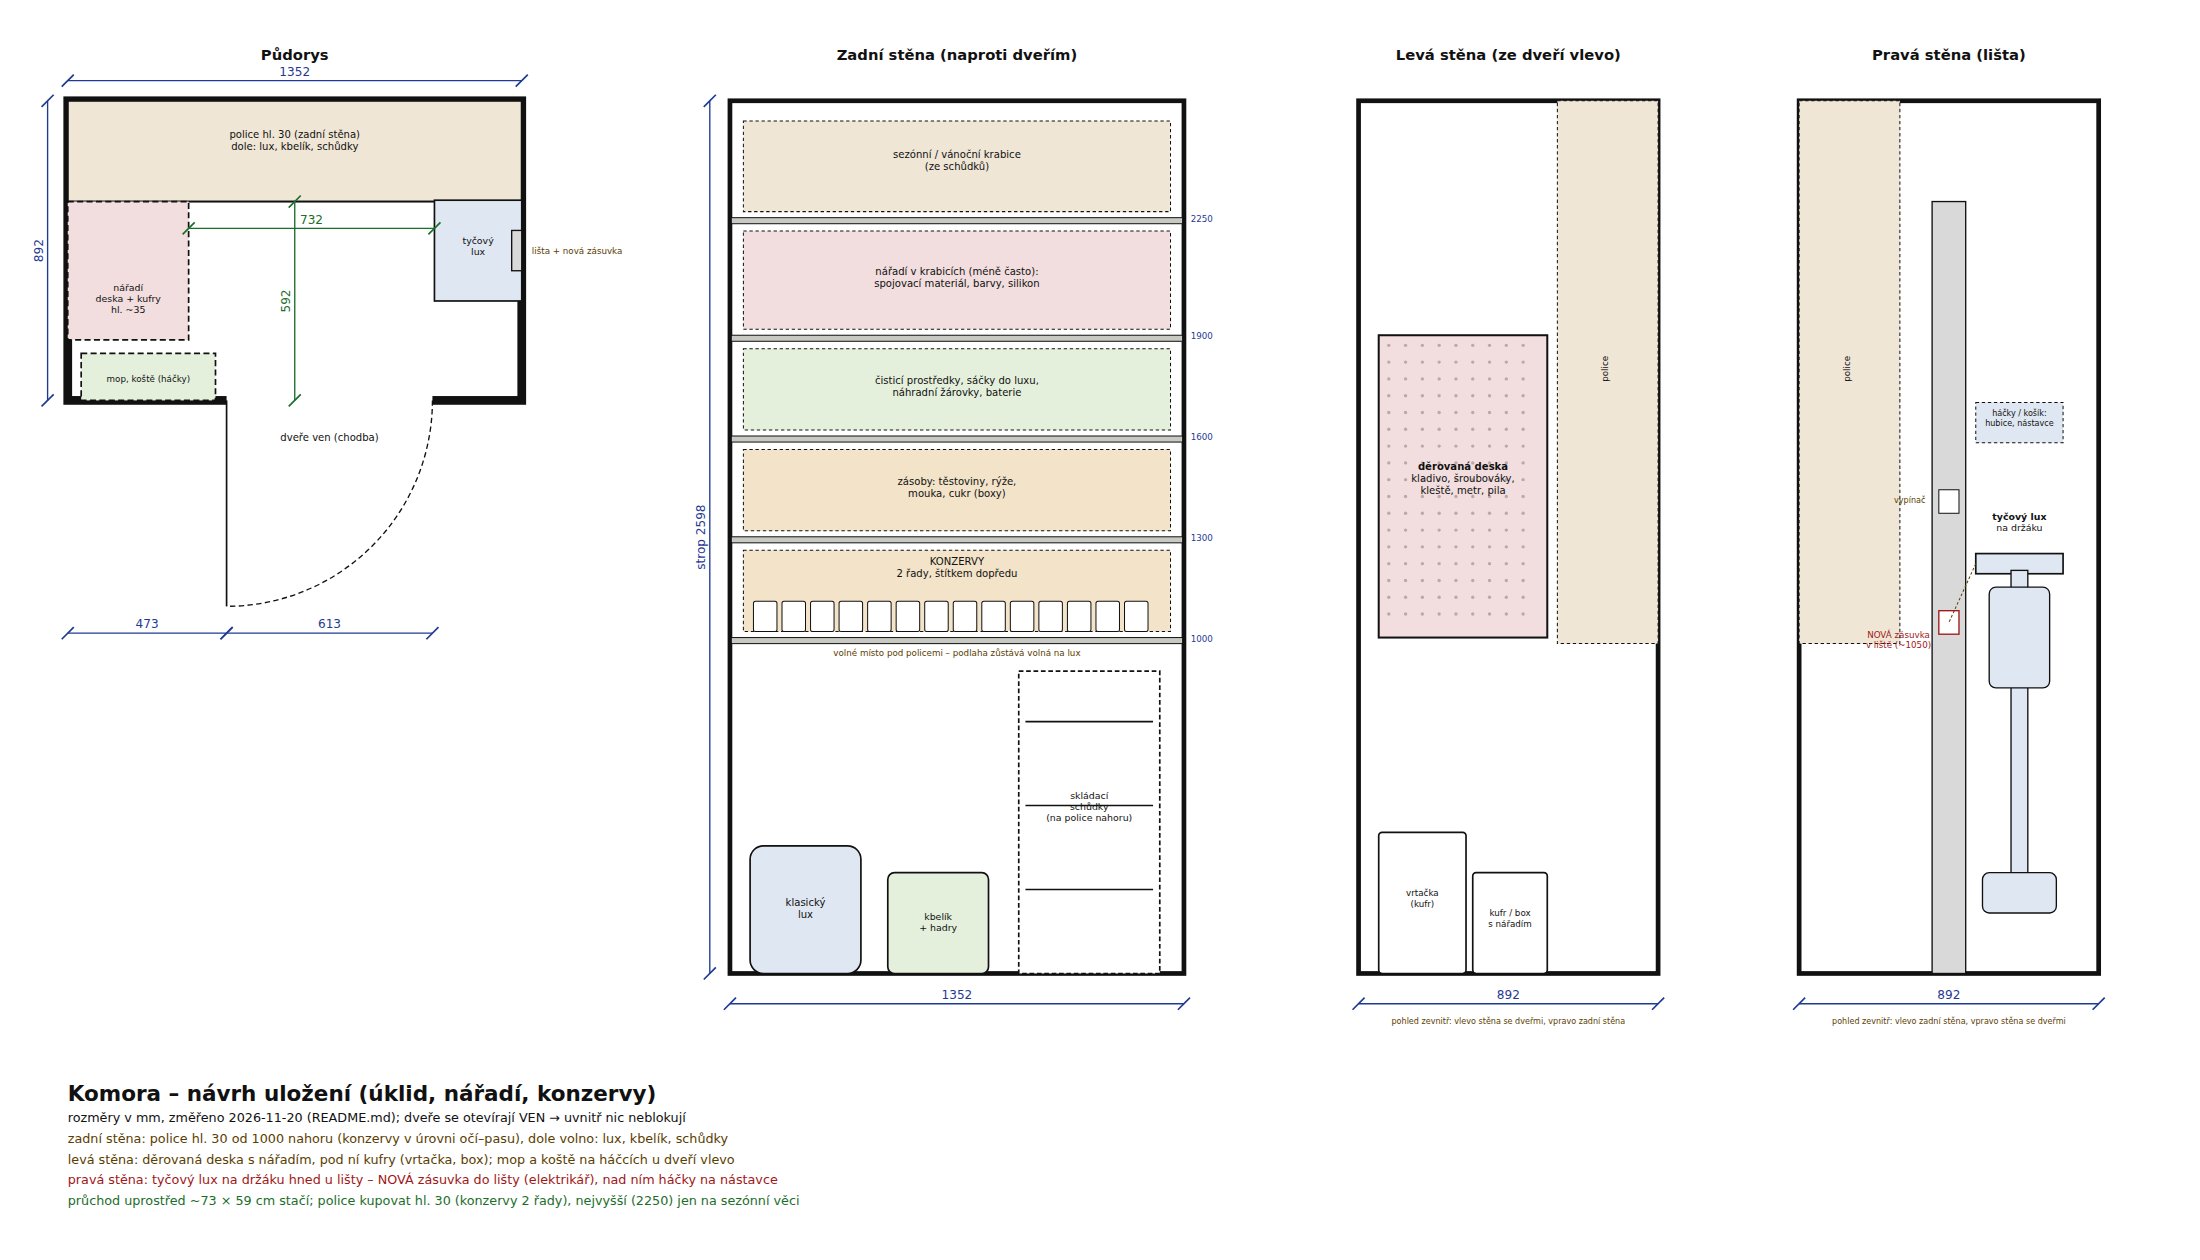 Půdorys
1352
892
police hl. 30 (zadní stěna)
dole: lux, kbelík, schůdky
732
592
tyčový
lux
lišta + nová zásuvka
nářadí
deska + kufry
hl. ~35
mop, koště (háčky)
dveře ven (chodba)
473
613
Zadní stěna (naproti dveřím)
strop 2598
sezónní / vánoční krabice
(ze schůdků)
2250
nářadí v krabicích (méně často):
spojovací materiál, barvy, silikon
1900
čisticí prostředky, sáčky do luxu,
náhradní žárovky, baterie
1600
zásoby: těstoviny, rýže,
mouka, cukr (boxy)
1300
KONZERVY
2 řady, štítkem dopředu
1000
volné místo pod policemi – podlaha zůstává volná na lux
skládací
schůdky
(na police nahoru)
klasický
lux
kbelík
+ hadry
1352
Levá stěna (ze dveří vlevo)
police
děrovaná deska
kladivo, šroubováky,
kleště, metr, pila
vrtačka
(kufr)
kufr / box
s nářadím
892
pohled zevnitř: vlevo stěna se dveřmi, vpravo zadní stěna
Pravá stěna (lišta)
police
háčky / košík:
hubice, nástavce
vypínač
tyčový lux
na držáku
NOVÁ zásuvka
v liště (~1050)
892
pohled zevnitř: vlevo zadní stěna, vpravo stěna se dveřmi
Komora – návrh uložení (úklid, nářadí, konzervy)
rozměry v mm, změřeno 2026-11-20 (README.md); dveře se otevírají VEN → uvnitř nic neblokují
zadní stěna: police hl. 30 od 1000 nahoru (konzervy v úrovni očí–pasu), dole volno: lux, kbelík, schůdky
levá stěna: děrovaná deska s nářadím, pod ní kufry (vrtačka, box); mop a koště na háčcích u dveří vlevo
pravá stěna: tyčový lux na držáku hned u lišty – NOVÁ zásuvka do lišty (elektrikář), nad ním háčky na nástavce
průchod uprostřed ~73 × 59 cm stačí; police kupovat hl. 30 (konzervy 2 řady), nejvyšší (2250) jen na sezónní věci